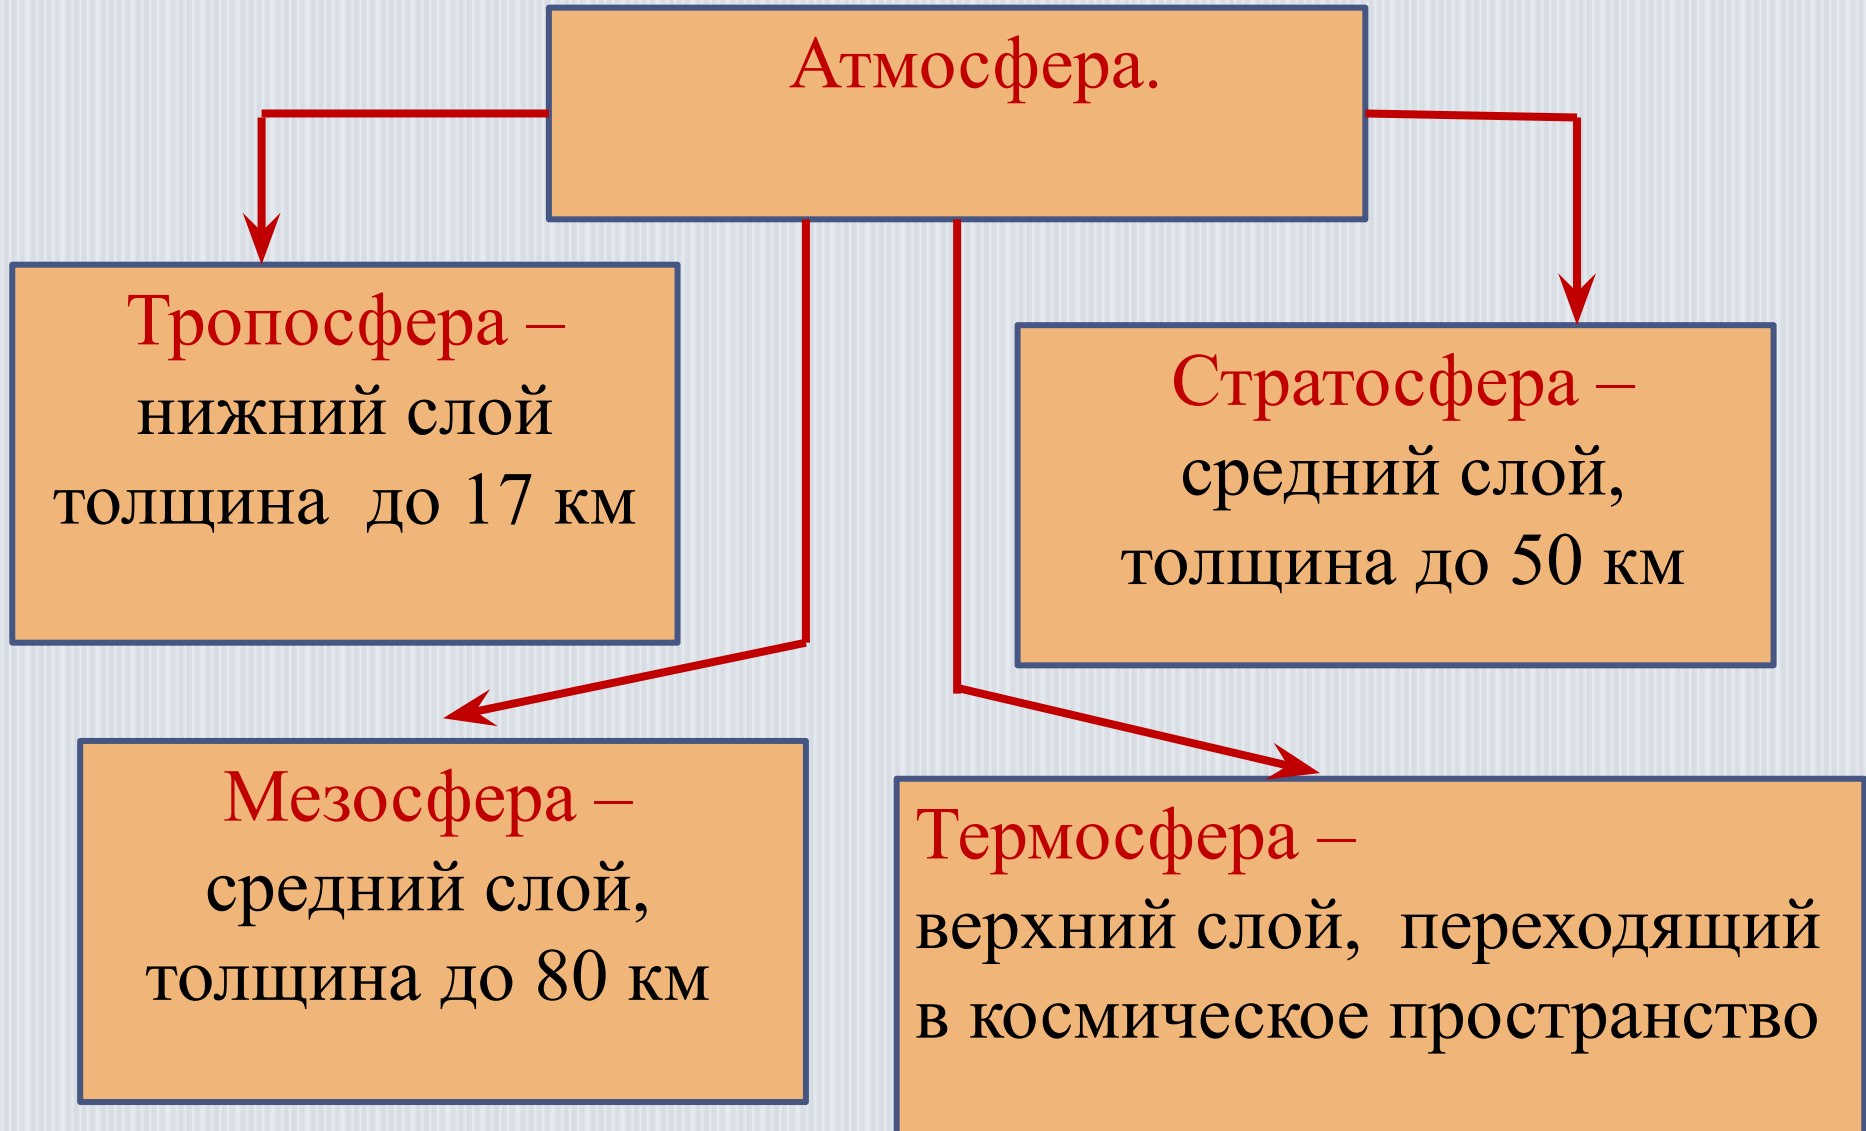 Атмосфера.
Тропосфера –
нижний слой
толщина до 17 км
Стратосфера –
средний слой,
толщина до 50 км
Мезосфера –
средний слой,
толщина до 80 км
Термосфера –
верхний слой, переходящий
в космическое пространство